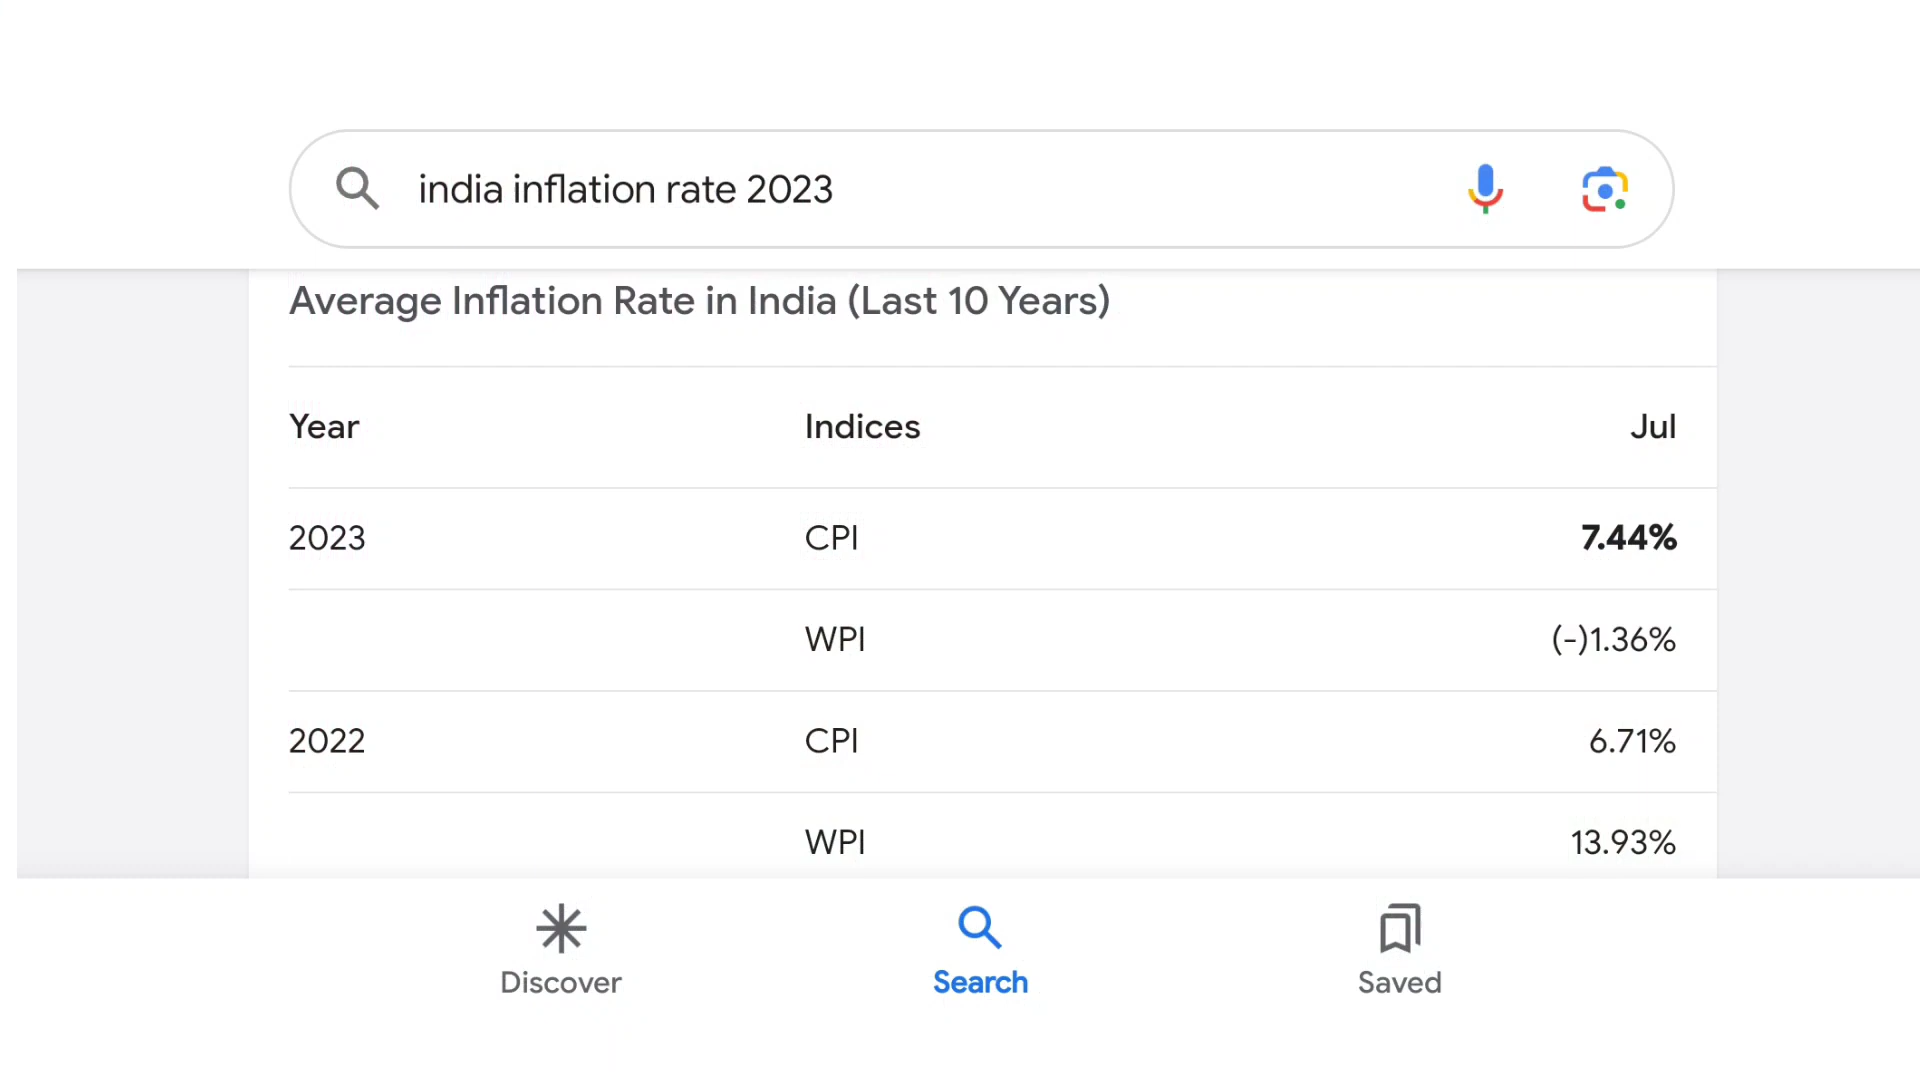 india inflation rate 2023
Average Inflation Rate in India (Last 10 Years)
Year Indices Jul
2023 CPI 7.44%
WPI (-)1.36%
2022 CPI 6.71%
WPI 13.93%
Discover Search Saved